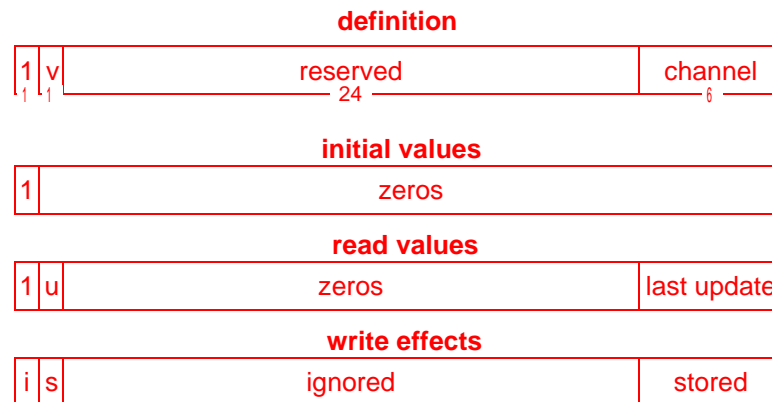 definition
1 v reserved channel
1 1 24 6
initial values
1 zeros
read values
1 u zeros last update
write effects
i s ignored stored